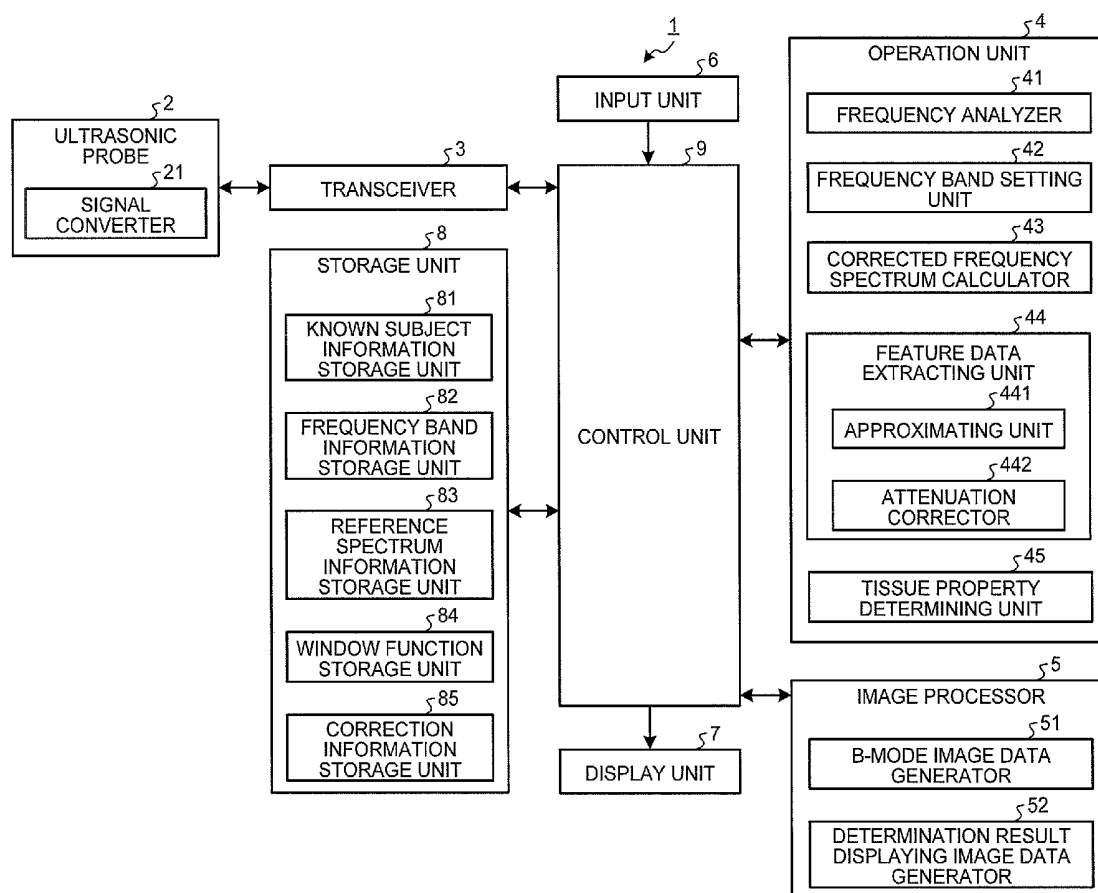 1
2
ULTRASONIC
PROBE
21
SIGNAL
CONVERTER
3
TRANSCEIVER
6
INPUT UNIT
9
CONTROL UNIT
7
DISPLAY UNIT
8
STORAGE UNIT
81
KNOWN SUBJECT
INFORMATION
STORAGE UNIT
82
FREQUENCY BAND
INFORMATION
STORAGE UNIT
83
REFERENCE
SPECTRUM
INFORMATION
STORAGE UNIT
84
WINDOW FUNCTION
STORAGE UNIT
85
CORRECTION
INFORMATION
STORAGE UNIT
4
OPERATION UNIT
41
FREQUENCY ANALYZER
42
FREQUENCY BAND SETTING
UNIT
43
CORRECTED FREQUENCY
SPECTRUM CALCULATOR
44
FEATURE DATA
EXTRACTING UNIT
441
APPROXIMATING UNIT
442
ATTENUATION
CORRECTOR
45
TISSUE PROPERTY
DETERMINING UNIT
5
IMAGE PROCESSOR
51
B-MODE IMAGE DATA
GENERATOR
52
DETERMINATION RESULT
DISPLAYING IMAGE DATA
GENERATOR